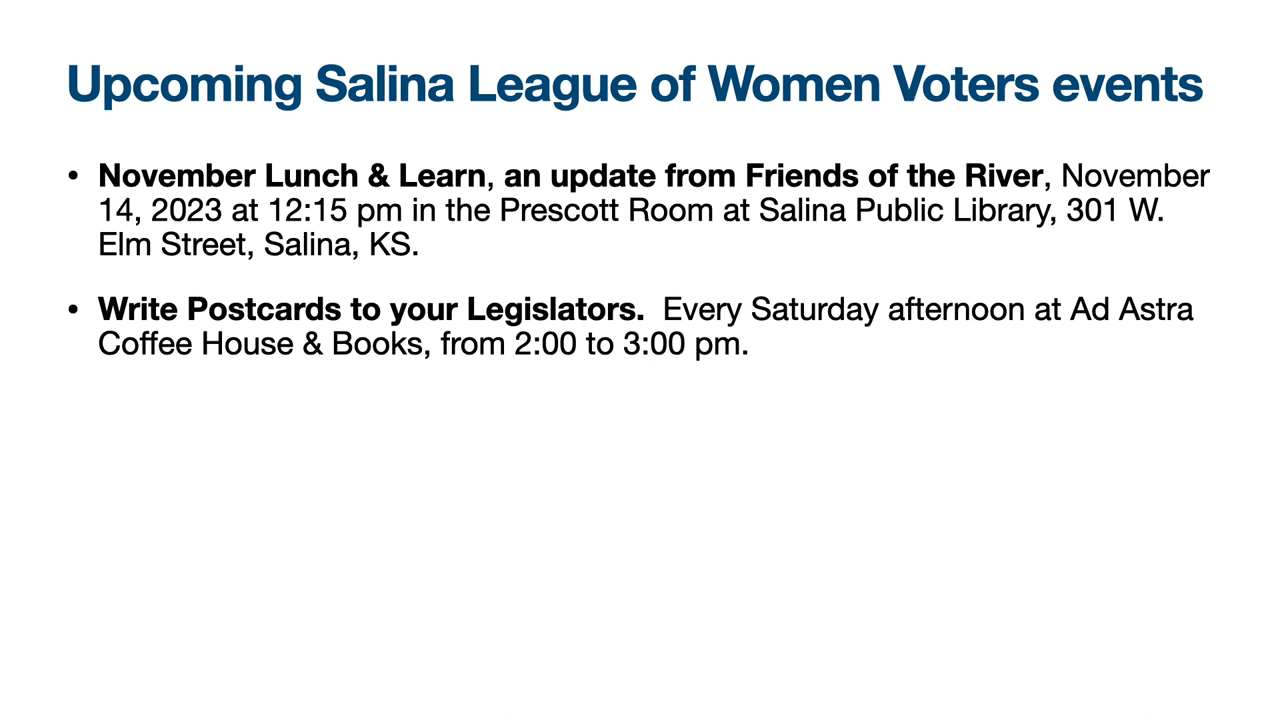 Upcoming Salina League of Women Voters events
• November Lunch & Learn, an update from Friends of the River, November
14, 2023 at 12:15 pm in the Prescott Room at Salina Public Library, 301 W.
Elm Street, Salina, KS.
• Write Postcards to your Legislators.  Every Saturday afternoon at Ad Astra
Coffee House & Books, from 2:00 to 3:00 pm.